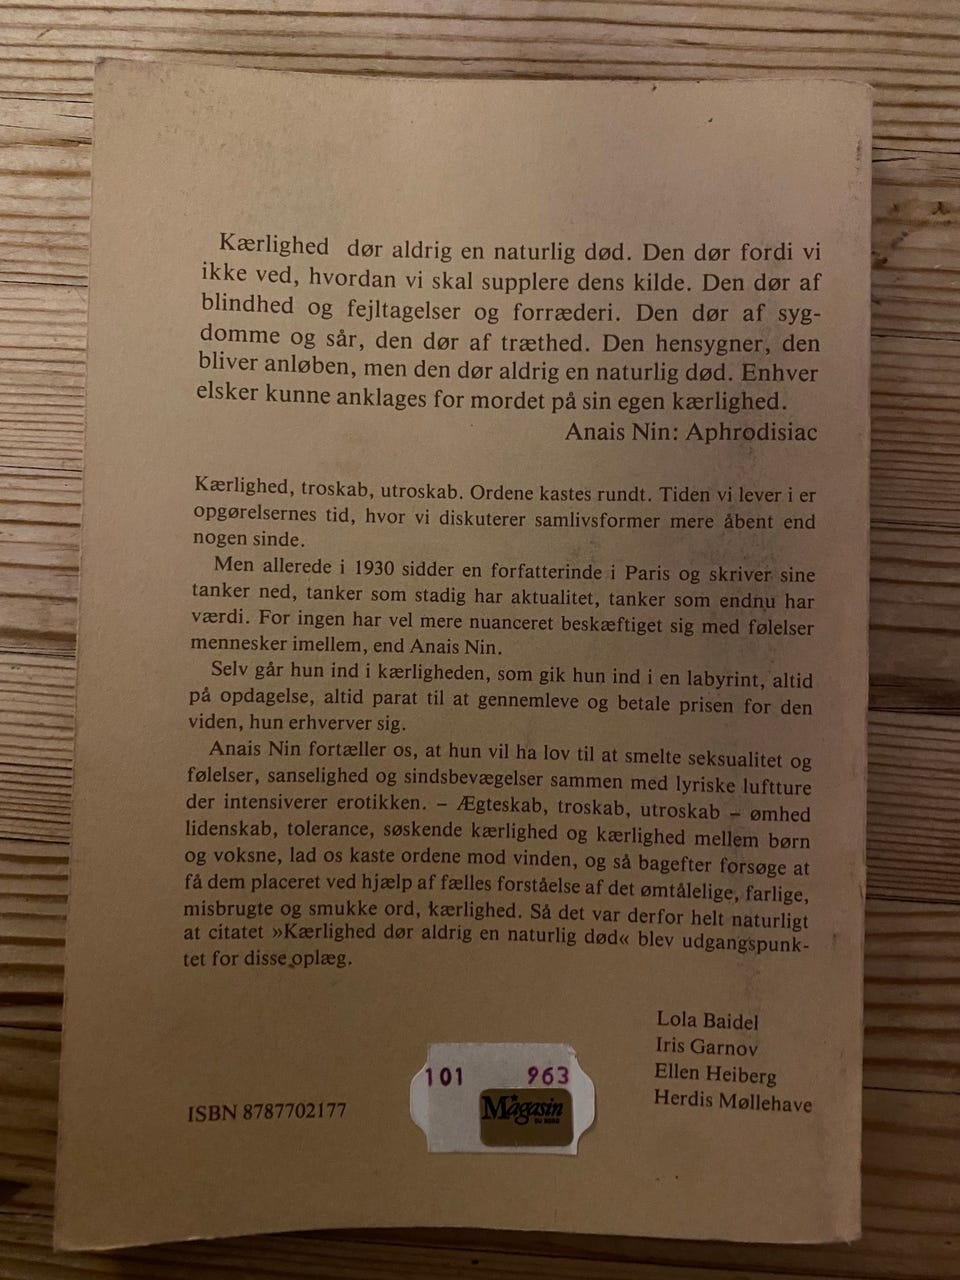 Kærlighed dør aldrig en naturlig død. Den dør fordi vi
ikke ved, hvordan vi skal supplere dens kilde. Den dør af
blindhed og fejltagelser og forræderi. Den dør af syg-
domme og sår, den dør af træthed. Den hensygner, den
bliver anløben, men den dør aldrig en naturlig død. Enhver
elsker kunne anklages for mordet på sin egen kærlighed.
Anais Nin: Aphrodisiac
Kærlighed, troskab, utroskab. Ordene kastes rundt. Tiden vi lever i er
opgørelsernes tid, hvor vi diskuterer samlivsformer mere åbent end
nogen sinde.
Men allerede i 1930 sidder en forfatterinde i Paris og skriver sine
tanker ned, tanker som stadig har aktualitet, tanker som endnu har
værdi. For ingen har vel mere nuanceret beskæftiget sig med følelser
mennesker imellem, end Anais Nin.
Selv går hun ind i kærligheden, som gik hun ind i en labyrint, altid
på opdagelse, altid parat til at gennemleve og betale prisen for den
viden, hun erhverver sig.
Anais Nin fortæller os, at hun vil ha lov til at smelte seksualitet og
følelser, sanselighed og sindsbevægelser sammen med lyriske luftture
der intensiverer erotikken. – Ægteskab, troskab, utroskab – ømhed
lidenskab, tolerance, søskende kærlighed og kærlighed mellem børn
og voksne, lad os kaste ordene mod vinden, og så bagefter forsøge at
få dem placeret ved hjælp af fælles forståelse af det ømtålelige, farlige,
misbrugte og smukke ord, kærlighed. Så det var derfor helt naturligt
at citatet »Kærlighed dør aldrig en naturlig død« blev udgangspunk-
tet for disse oplæg.
Lola Baidel
Iris Garnov
Ellen Heiberg
Herdis Møllehave
ISBN 8787702177
101 963
Magasin
DU NORD